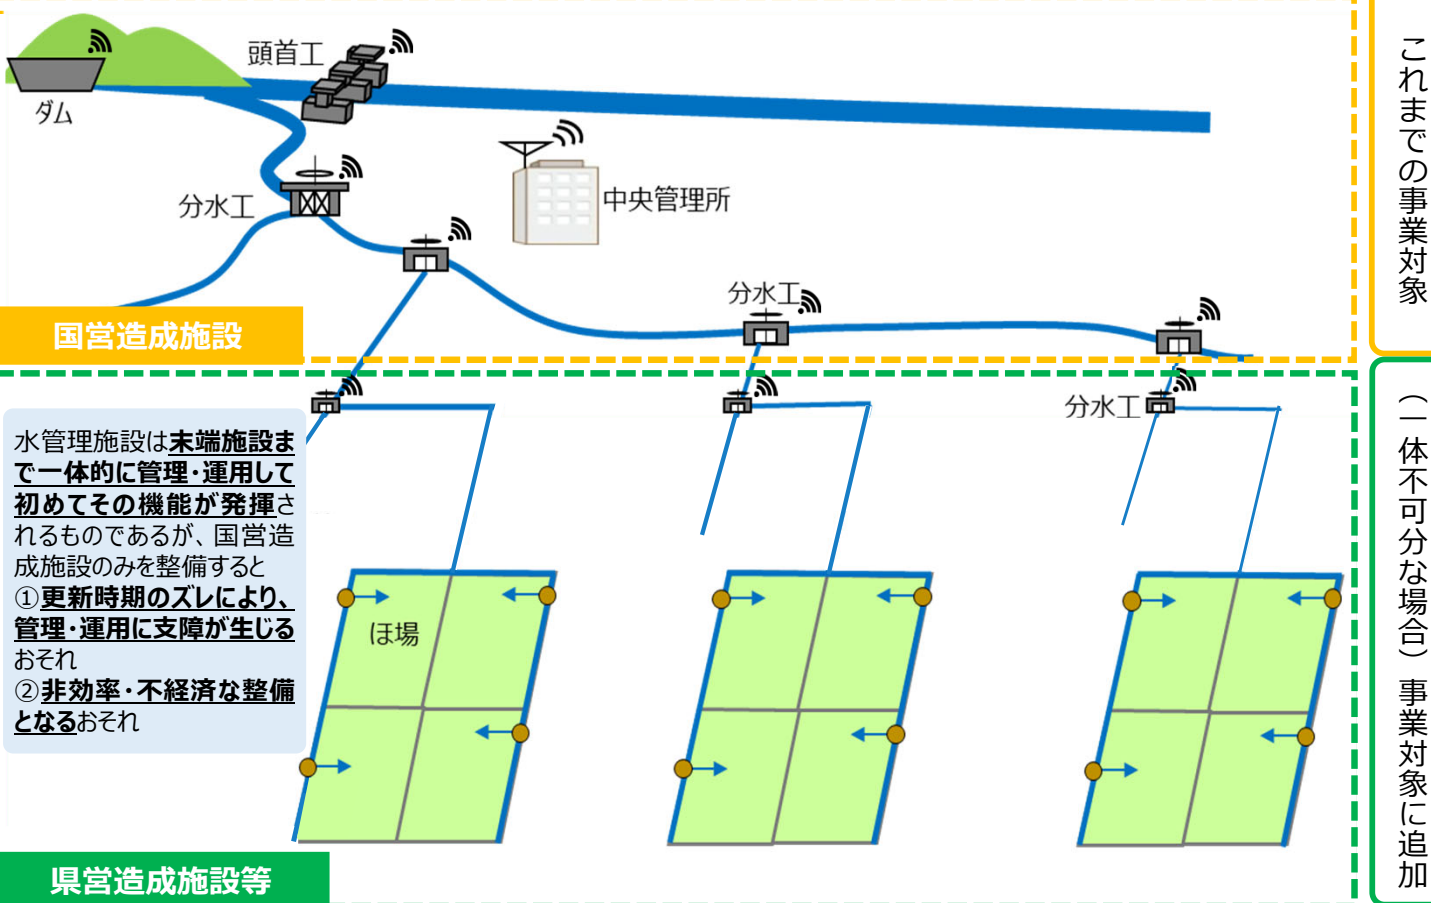 頭首工
ダム
分水工
中央管理所
分水工
国営造成施設
これまでの事業対象
分水工
水管理施設は末端施設ま
で一体的に管理・運用して
初めてその機能が発揮さ
れるものであるが、国営造
成施設のみを整備すると
①更新時期のズレにより、
管理・運用に支障が生じる
おそれ
②非効率・不経済な整備
となるおそれ
ほ場
県営造成施設等
（一体不可分な場合）事業対象に追加